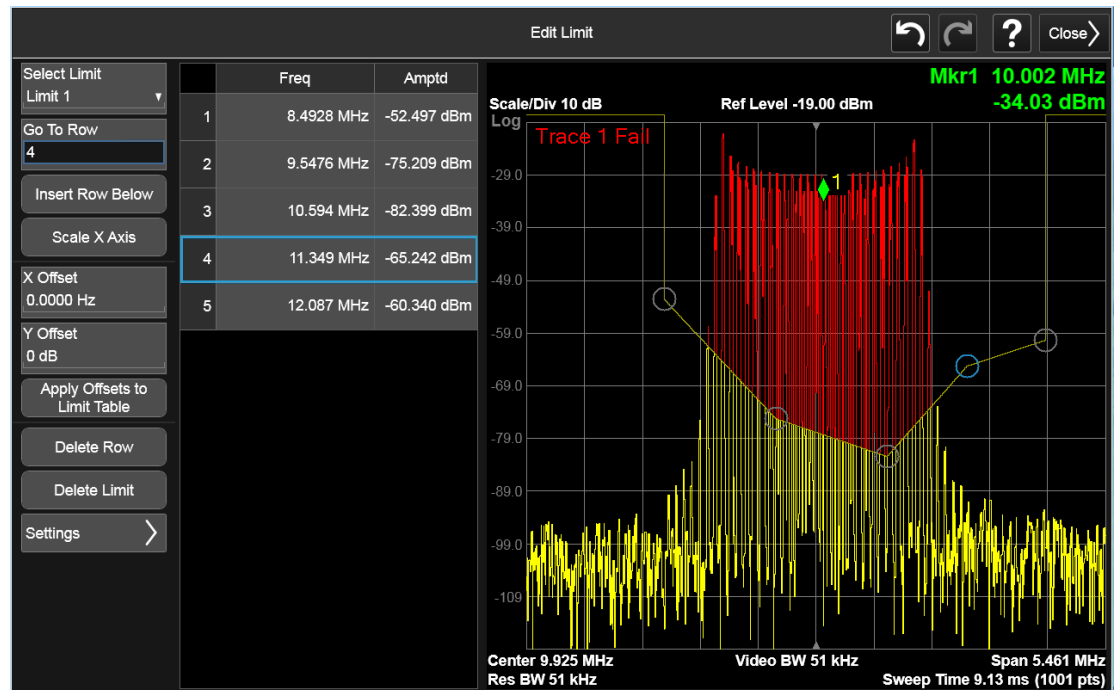 Edit Limit
?
Close
Select Limit
Limit 1
Go To Row
4
Insert Row Below
Scale X Axis
X Offset
0.0000 Hz
Y Offset
0 dB
Apply Offsets to
Limit Table
Delete Row
Delete Limit
Settings
Freq Amptd
1 8.4928 MHz -52.497 dBm
2 9.5476 MHz -75.209 dBm
3 10.594 MHz -82.399 dBm
4 11.349 MHz -65.242 dBm
5 12.087 MHz -60.340 dBm
Mkr1 10.002 MHz
-34.03 dBm
Scale/Div 10 dB Ref Level -19.00 dBm
Log
Trace 1 Fail
1
-29.0
-39.0
-49.0
-59.0
-69.0
-79.0
-89.0
-99.0
-109
Center 9.925 MHz Video BW 51 kHz Span 5.461 MHz
Res BW 51 kHz Sweep Time 9.13 ms (1001 pts)